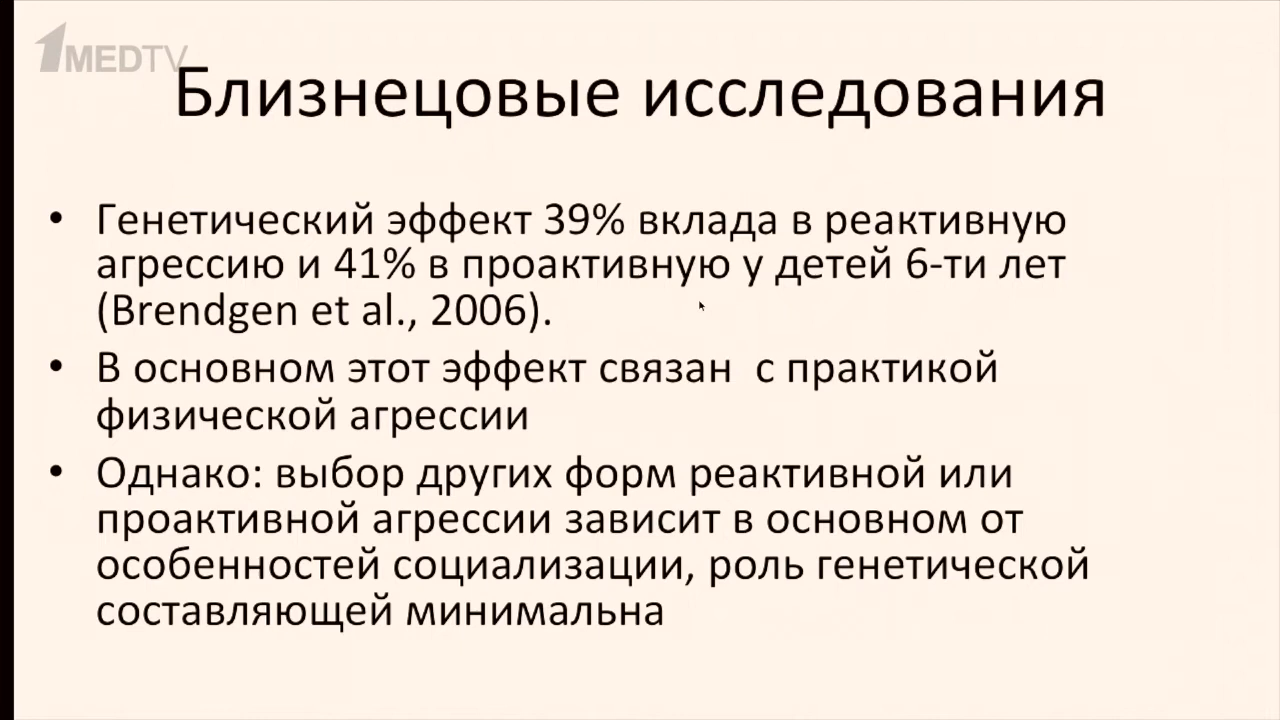 1MEDTV
Близнецовые исследования
• Генетический эффект 39% вклада в реактивную
агрессию и 41% в проактивную у детей 6-ти лет
(Brendgen et al., 2006).
• В основном этот эффект связан  с практикой
физической агрессии
• Однако: выбор других форм реактивной или
проактивной агрессии зависит в основном от
особенностей социализации, роль генетической
составляющей минимальна